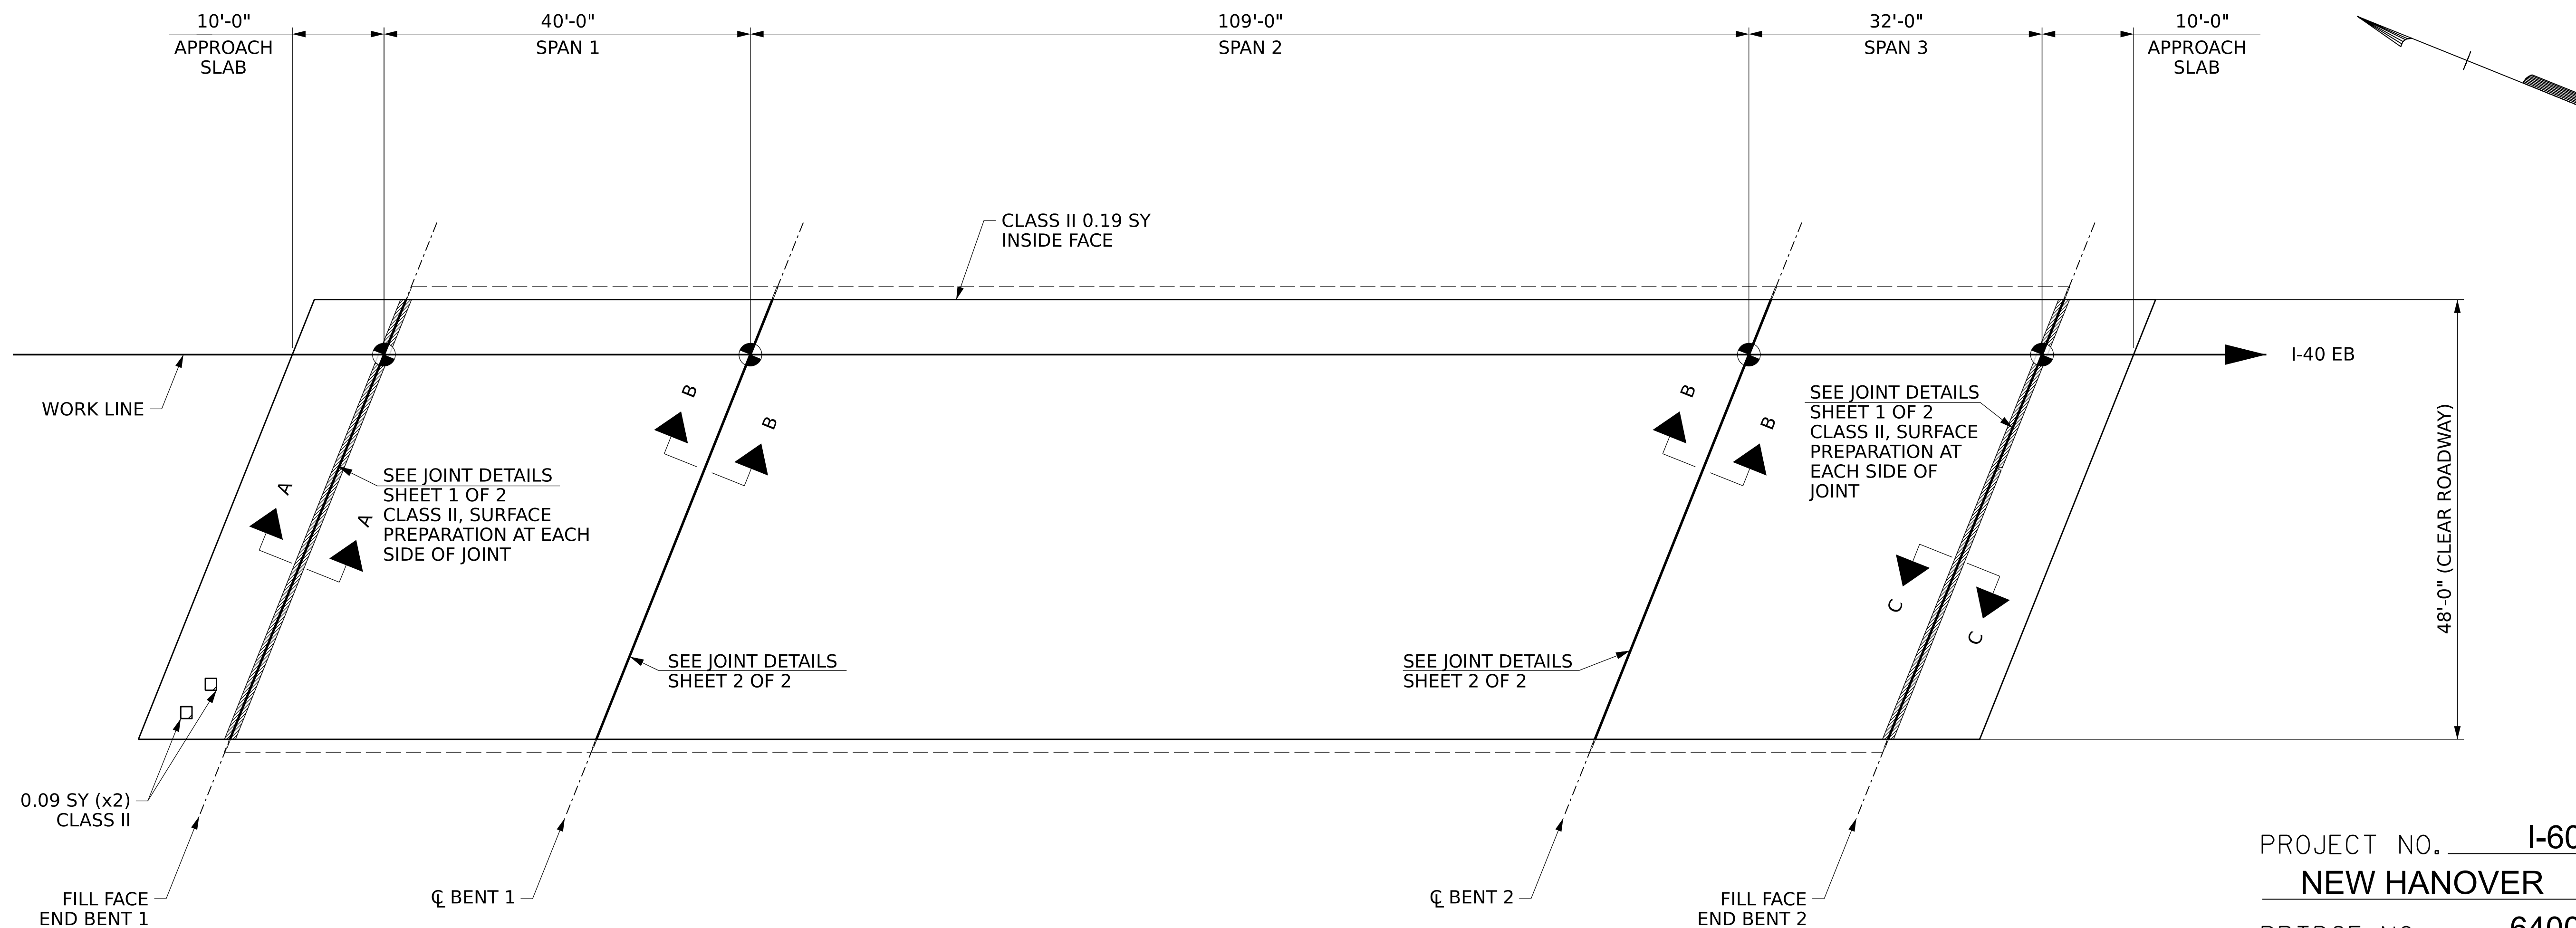 10'-0"
APPROACH
SLAB
40'-0"
SPAN 1
109'-0"
SPAN 2
32'-0"
SPAN 3
10'-0"
APPROACH
SLAB
CLASS II 0.19 SY
INSIDE FACE
WORK LINE
I-40 EB
A
A
SEE JOINT DETAILS
SHEET 1 OF 2
CLASS II, SURFACE
PREPARATION AT EACH
SIDE OF JOINT
B
B
B
B
SEE JOINT DETAILS
SHEET 1 OF 2
CLASS II, SURFACE
PREPARATION AT
EACH SIDE OF
JOINT
C
C
48'-0" (CLEAR ROADWAY)
SEE JOINT DETAILS
SHEET 2 OF 2
SEE JOINT DETAILS
SHEET 2 OF 2
0.09 SY (x2)
CLASS II
FILL FACE
END BENT 1
℄ BENT 1
℄ BENT 2
FILL FACE
END BENT 2
PROJECT NO. I-60
NEW HANOVER